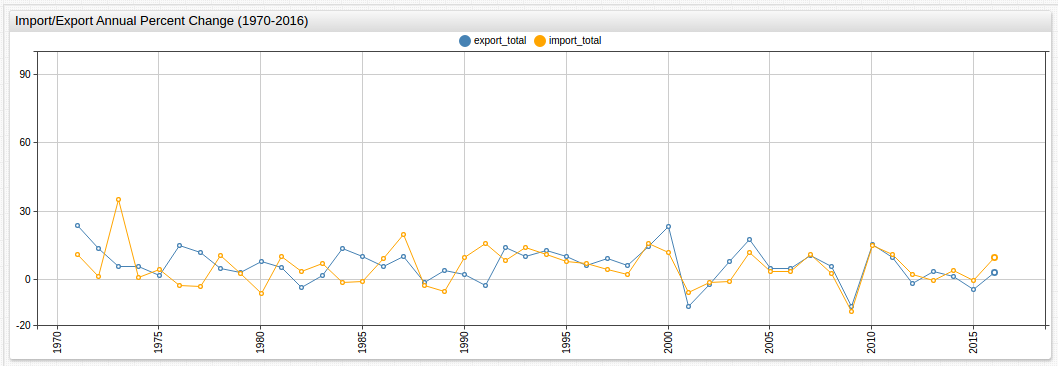 Import/Export Annual Percent Change (1970-2016)
export_total import_total
90
60
30
0
-20
1970 1975 1980 1985 1990 1995 2000 2005 2010 2015